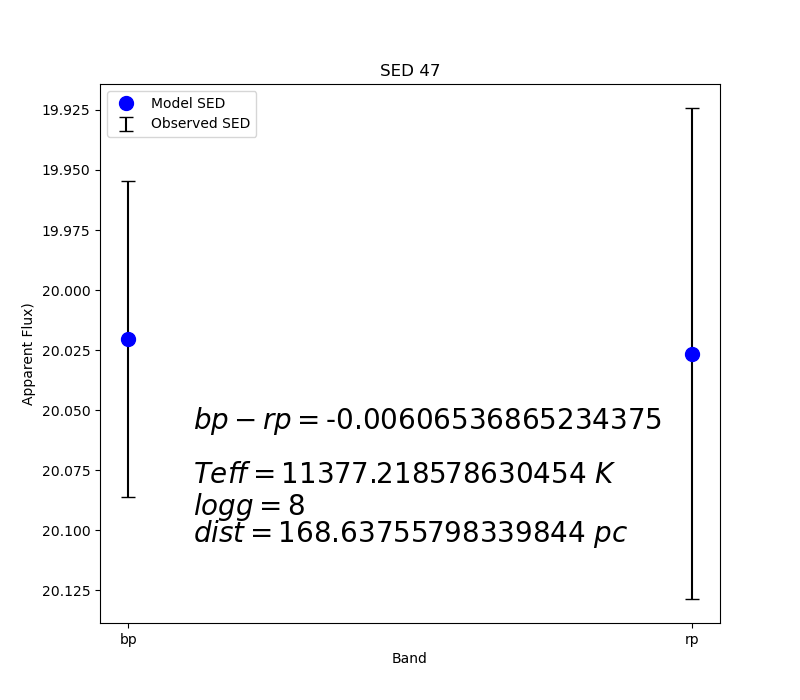 SED 47
Model SED
Observed SED
19.925
19.950
19.975
20.000
20.025
20.050
20.075
20.100
20.125
Apparent Flux)
bp − rp = -0.00606536865234375
Teff = 11377.218578630454 K
logg = 8
dist = 168.63755798339844 pc
bp
rp
Band